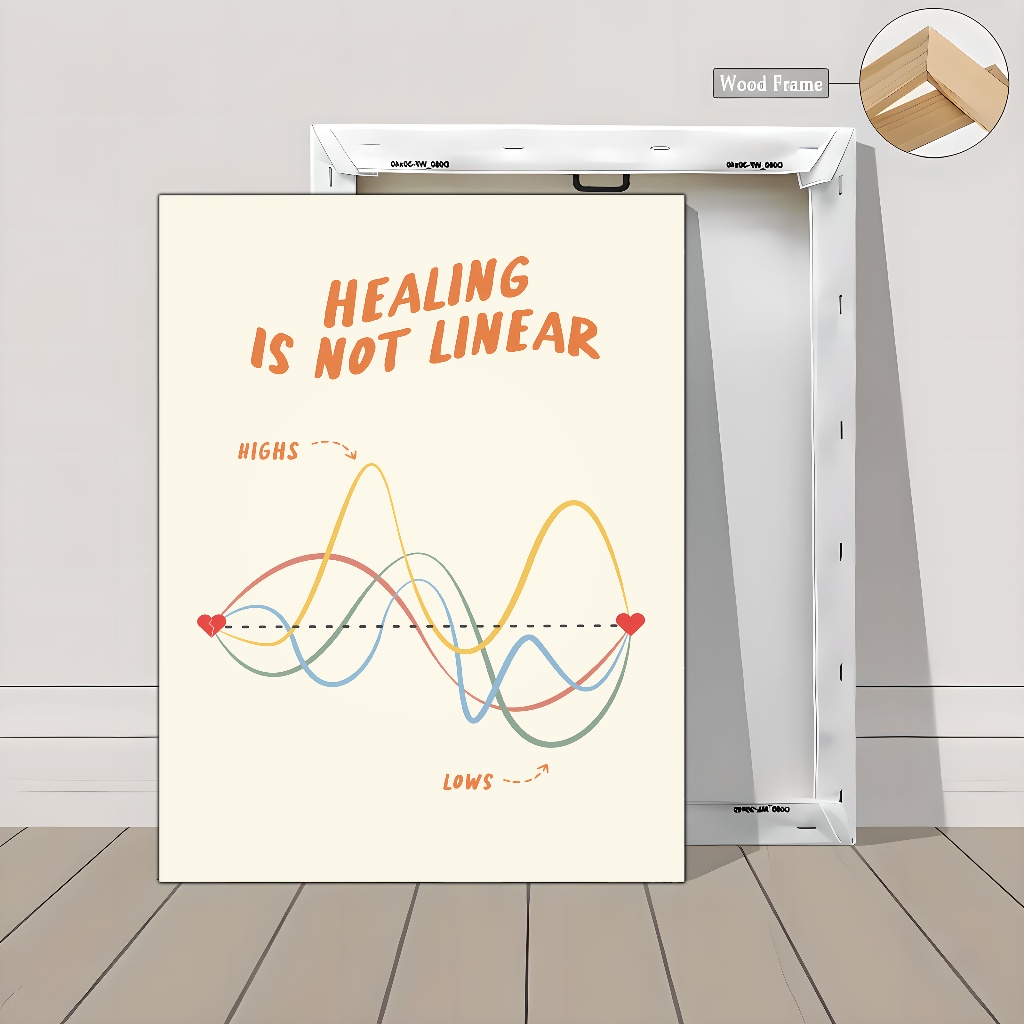 Wood Frame
HEALING
IS NOT LINEAR
HIGHS
LOWS